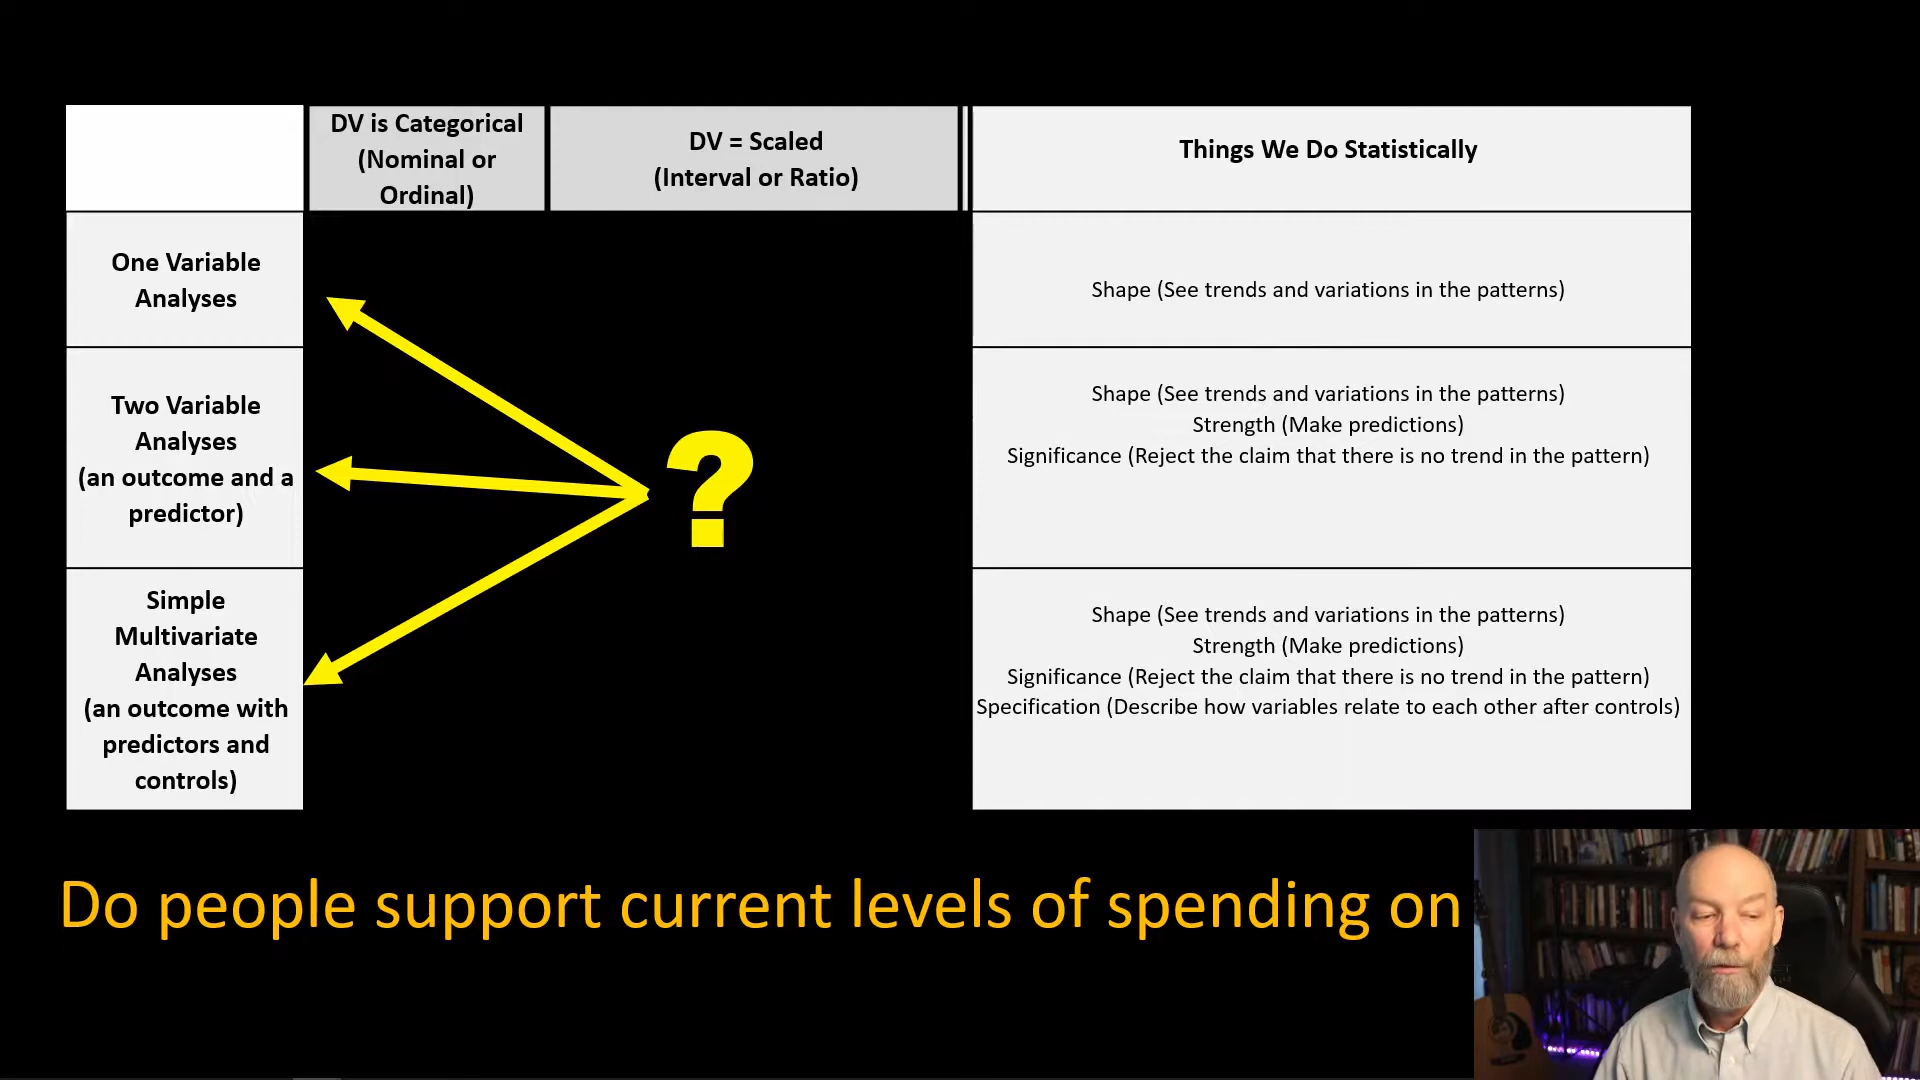 DV is Categorical
(Nominal or
Ordinal)
DV = Scaled
(Interval or Ratio)
Things We Do Statistically
One Variable
Analyses
Shape (See trends and variations in the patterns)
Two Variable
Analyses
(an outcome and a
predictor)
Shape (See trends and variations in the patterns)
Strength (Make predictions)
Significance (Reject the claim that there is no trend in the pattern)
?
Simple
Multivariate
Analyses
(an outcome with
predictors and
controls)
Shape (See trends and variations in the patterns)
Strength (Make predictions)
Significance (Reject the claim that there is no trend in the pattern)
Specification (Describe how variables relate to each other after controls)
Do people support current levels of spending on